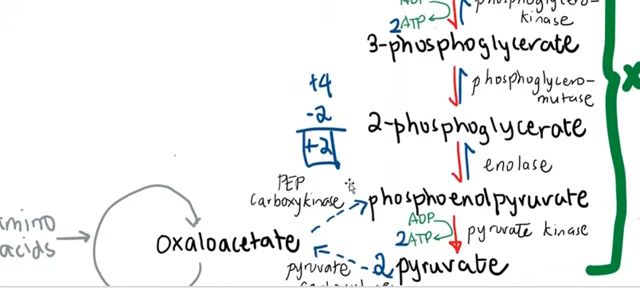 ADP
phosphoglycero-
kinase
2ATP
3-phosphoglycerate
phosphoglycero-
mutase
+4
-2
+2
2-phosphoglycerate
enolase
PEP
carboxykinase
phosphoenolpyruvate
ADP
2ATP
pyruvate kinase
amino
acids
oxaloacetate
pyruvate
2 pyruvate